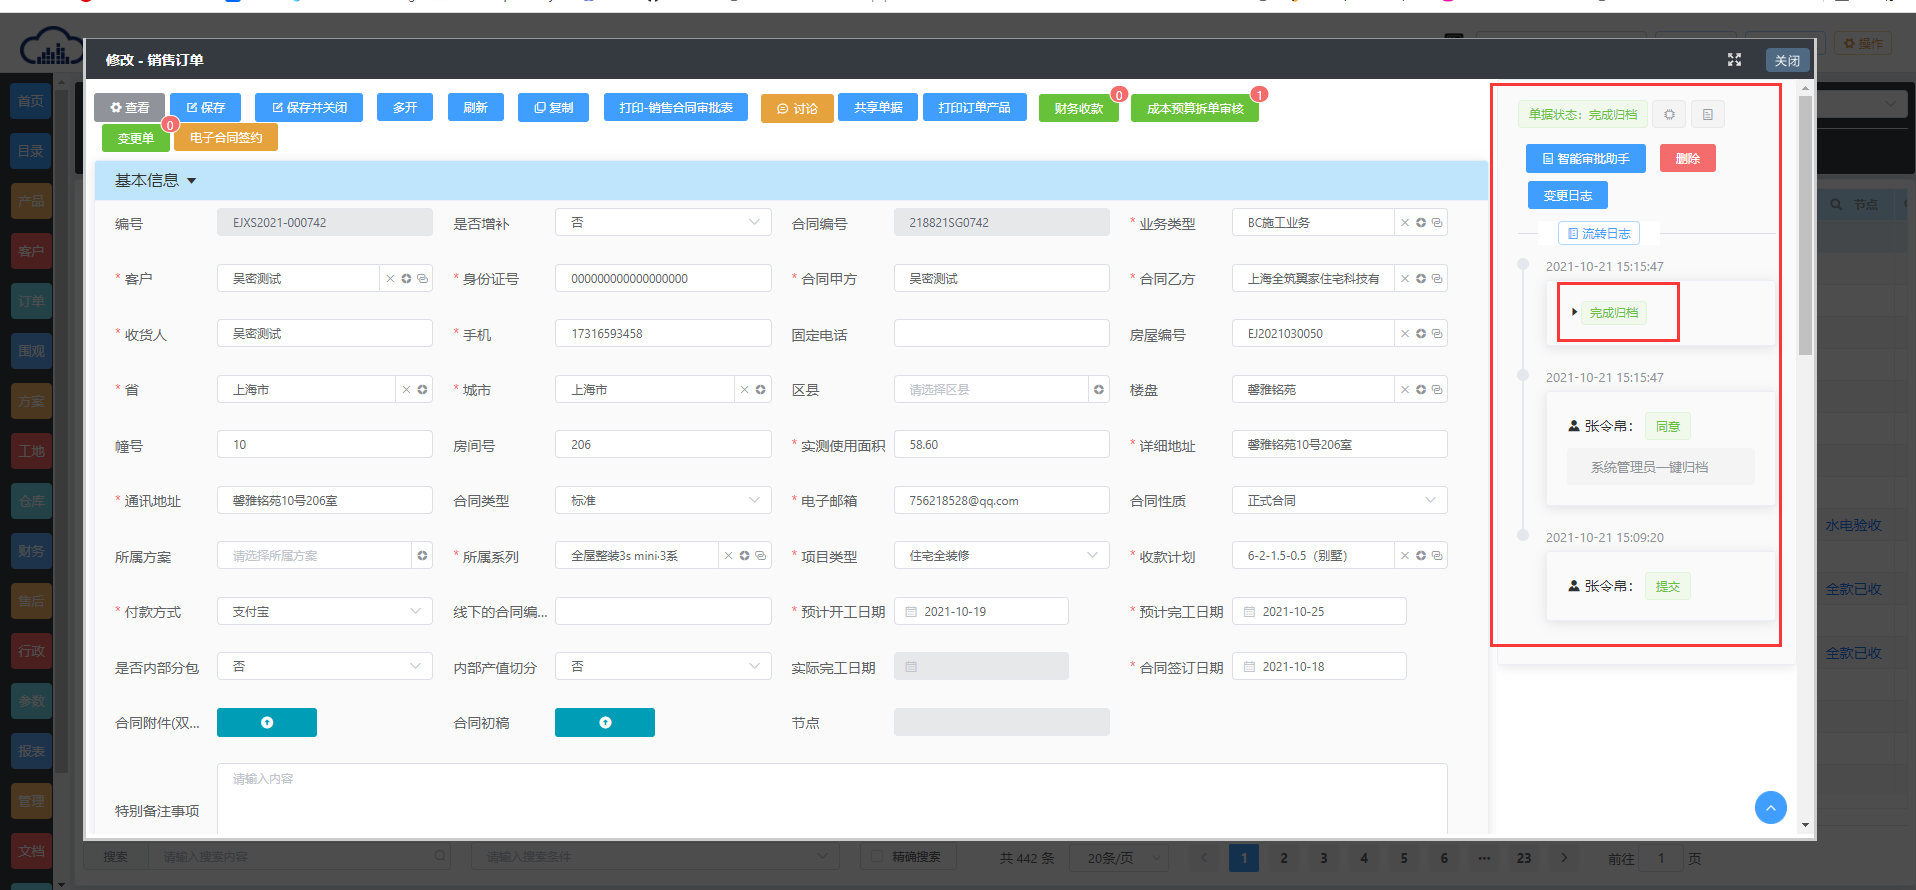 操作
修改 - 销售订单
关闭
首页
目录
产品
客户
订单
围观
方案
工地
仓库
财务
售后
行政
参数
报表
管理
文档
查看
保存
保存并关闭
多开
刷新
复制
打印-销售合同审批表
讨论
共享单据
打印订单产品
财务收款
0
成本预算拆单审核
1
变更单
0
电子合同签约
基本信息
编号
EJXS2021-000742
是否增补
否
合同编号
218821SG0742
* 业务类型
BC施工业务
* 客户
吴密测试
* 身份证号
000000000000000000
* 合同甲方
吴密测试
* 合同乙方
上海全筑翼家住宅科技有
* 收货人
吴密测试
* 手机
17316593458
固定电话
房屋编号
EJ2021030050
* 省
上海市
* 城市
上海市
区县
请选择区县
楼盘
馨雅铭苑
幢号
10
房间号
206
* 实测使用面积
58.60
* 详细地址
馨雅铭苑10号206室
* 通讯地址
馨雅铭苑10号206室
合同类型
标准
* 电子邮箱
756218528@qq.com
合同性质
正式合同
所属方案
请选择所属方案
* 所属系列
全屋整装3s mini·3系
* 项目类型
住宅全装修
* 收款计划
6-2-1.5-0.5（别墅）
* 付款方式
支付宝
线下的合同编...
* 预计开工日期
2021-10-19
* 预计完工日期
2021-10-25
是否内部分包
否
内部产值切分
否
实际完工日期
* 合同签订日期
2021-10-18
合同附件(双...
合同初稿
节点
特别备注事项
请输入内容
单据状态：完成归档
智能审批助手
删除
变更日志
流转日志
2021-10-21 15:15:47
完成归档
2021-10-21 15:15:47
张令帛：
同意
系统管理员一键归档
2021-10-21 15:09:20
张令帛：
提交
节点
水电验收
全款已收
全款已收
搜索
请输入搜索内容
请输入搜索条件
精确搜索
共 442 条
20条/页
1
2
3
4
5
6
...
23
前往
1
页